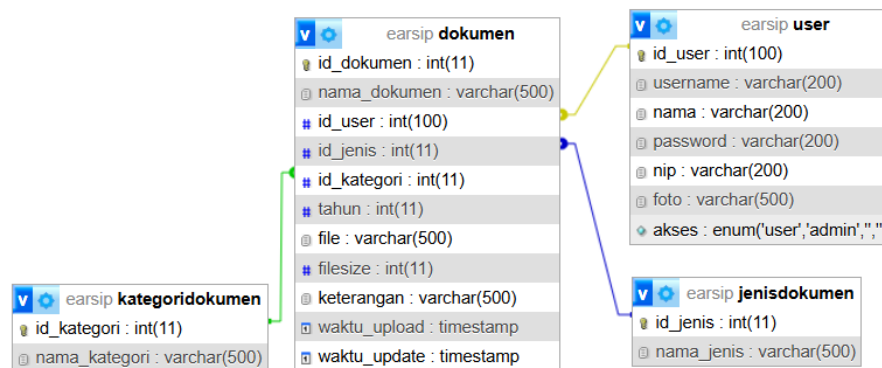 earsip dokumen
id_dokumen : int(11)
nama_dokumen : varchar(500)
id_user : int(100)
id_jenis : int(11)
id_kategori : int(11)
tahun : int(11)
file : varchar(500)
filesize : int(11)
keterangan : varchar(500)
waktu_upload : timestamp
waktu_update : timestamp
earsip user
id_user : int(100)
username : varchar(200)
nama : varchar(200)
password : varchar(200)
nip : varchar(200)
foto : varchar(500)
akses : enum('user','admin','','
earsip kategoridokumen
id_kategori : int(11)
nama_kategori : varchar(500)
earsip jenisdokumen
id_jenis : int(11)
nama_jenis : varchar(500)